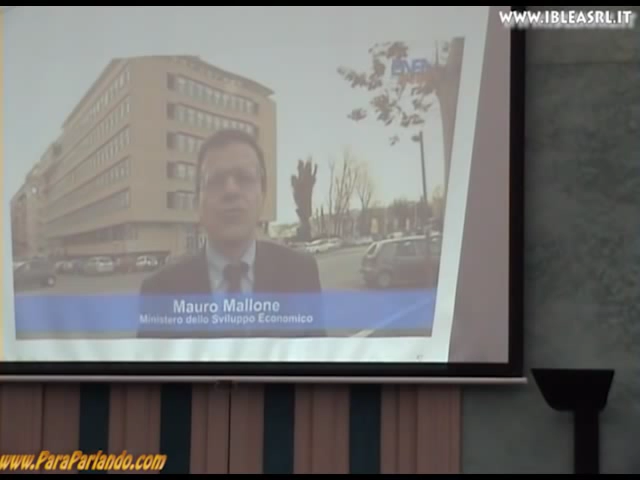 WWW.IBLEASRL.IT
Mauro Mallone
Ministero dello Sviluppo Economico
www.ParaParlando.com